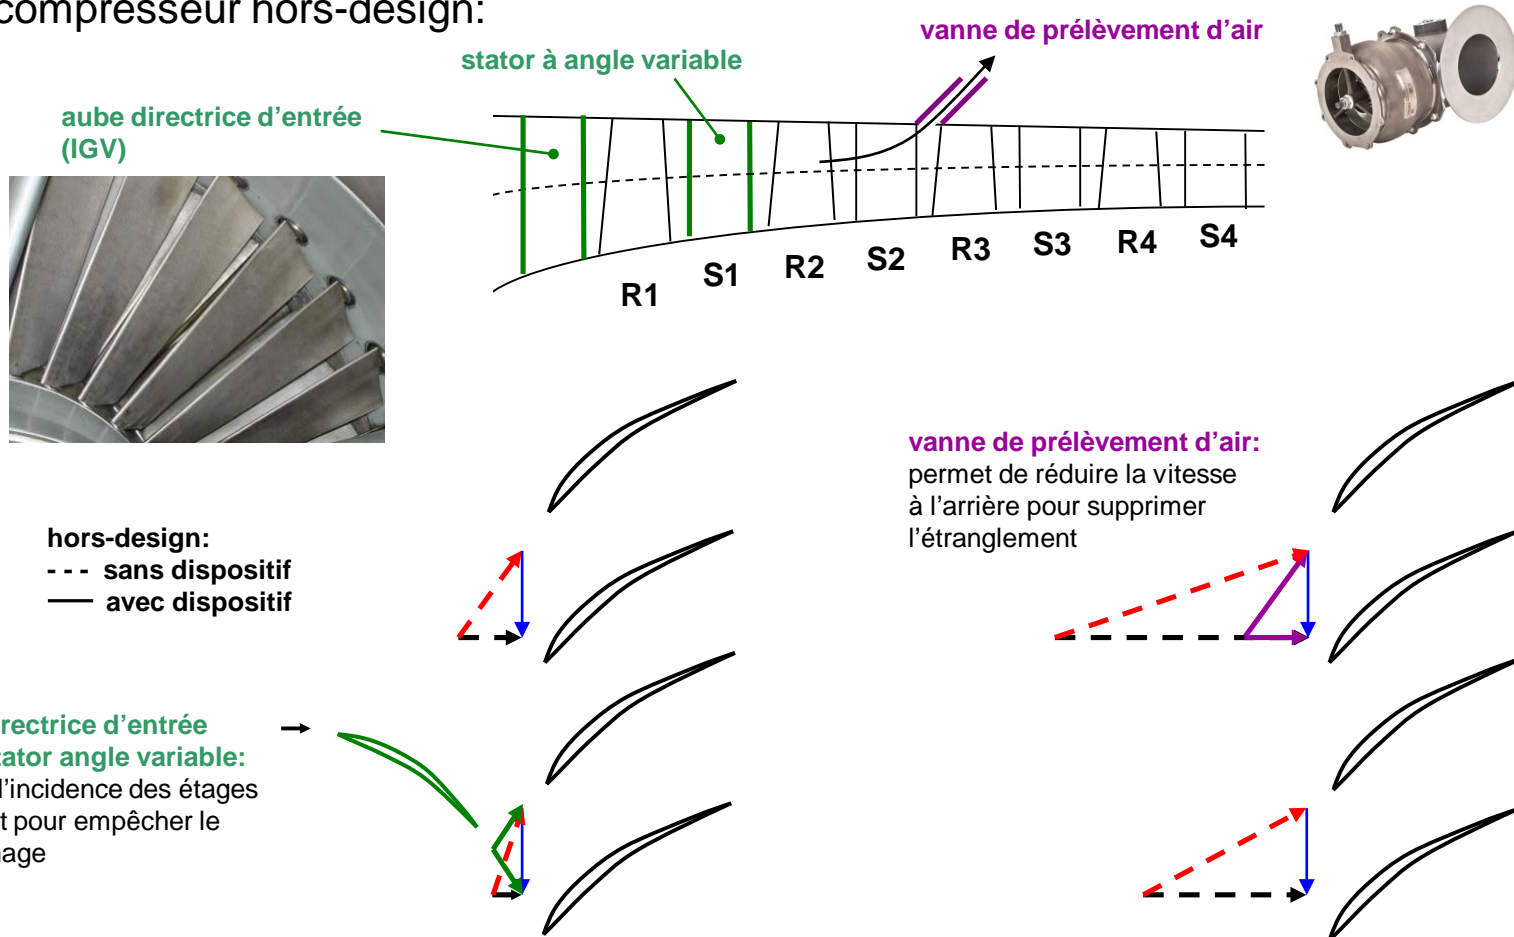 compresseur hors-design:
vanne de prélèvement d'air
stator à angle variable
aube directrice d'entrée
(IGV)
R1
S1
R2
S2
R3
S3
R4
S4
vanne de prélèvement d'air:
permet de réduire la vitesse
à l'arrière pour supprimer
l'étranglement
hors-design:
- - - sans dispositif
—— avec dispositif
rectrice d'entrée
tator angle variable:
l'incidence des étages
t pour empêcher le
nage